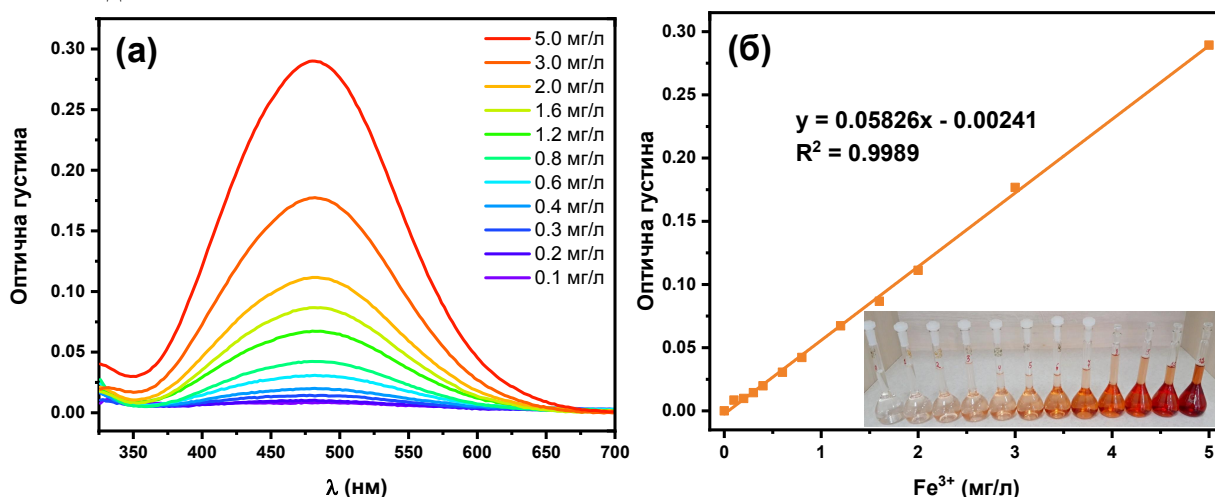 (а)
Оптична густина
0.30
0.25
0.20
0.15
0.10
0.05
0.00
350 400 450 500 550 600 650 700
λ (нм)
5.0 мг/л
3.0 мг/л
2.0 мг/л
1.6 мг/л
1.2 мг/л
0.8 мг/л
0.6 мг/л
0.4 мг/л
0.3 мг/л
0.2 мг/л
0.1 мг/л
(б)
Оптична густина
0.30
0.25
0.20
0.15
0.10
0.05
0.00
y = 0.05826x - 0.00241
R² = 0.9989
0 1 2 3 4 5
Fe³⁺ (мг/л)